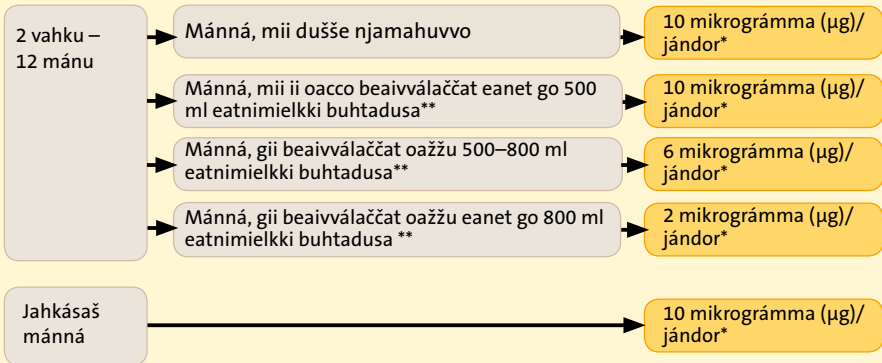 2 vahku –
12 mánu
Mánná, mii dušše njamahuvvo
10 mikrográmma (µg)/
jándor*
Mánná, mii ii oacco beaivválaččat eanet go 500
ml eatnimielkki buhtadusa**
10 mikrográmma (µg)/
jándor*
Mánná, gii beaivválaččat oažžu 500–800 ml
eatnimielkki buhtadusa**
6 mikrográmma (µg)/
jándor*
Mánná, gii beaivválaččat oažžu eanet go 800 ml
eatnimielkki buhtadusa **
2 mikrográmma (µg)/
jándor*
Jahkásaš
mánná
10 mikrográmma (µg)/
jándor*